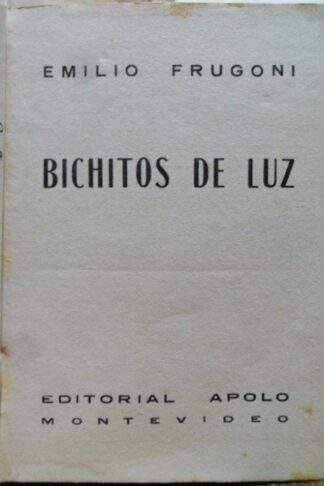 EMILIO FRUGONI
BICHITOS DE LUZ
EDITORIAL APOLO
MONTEVIDEO